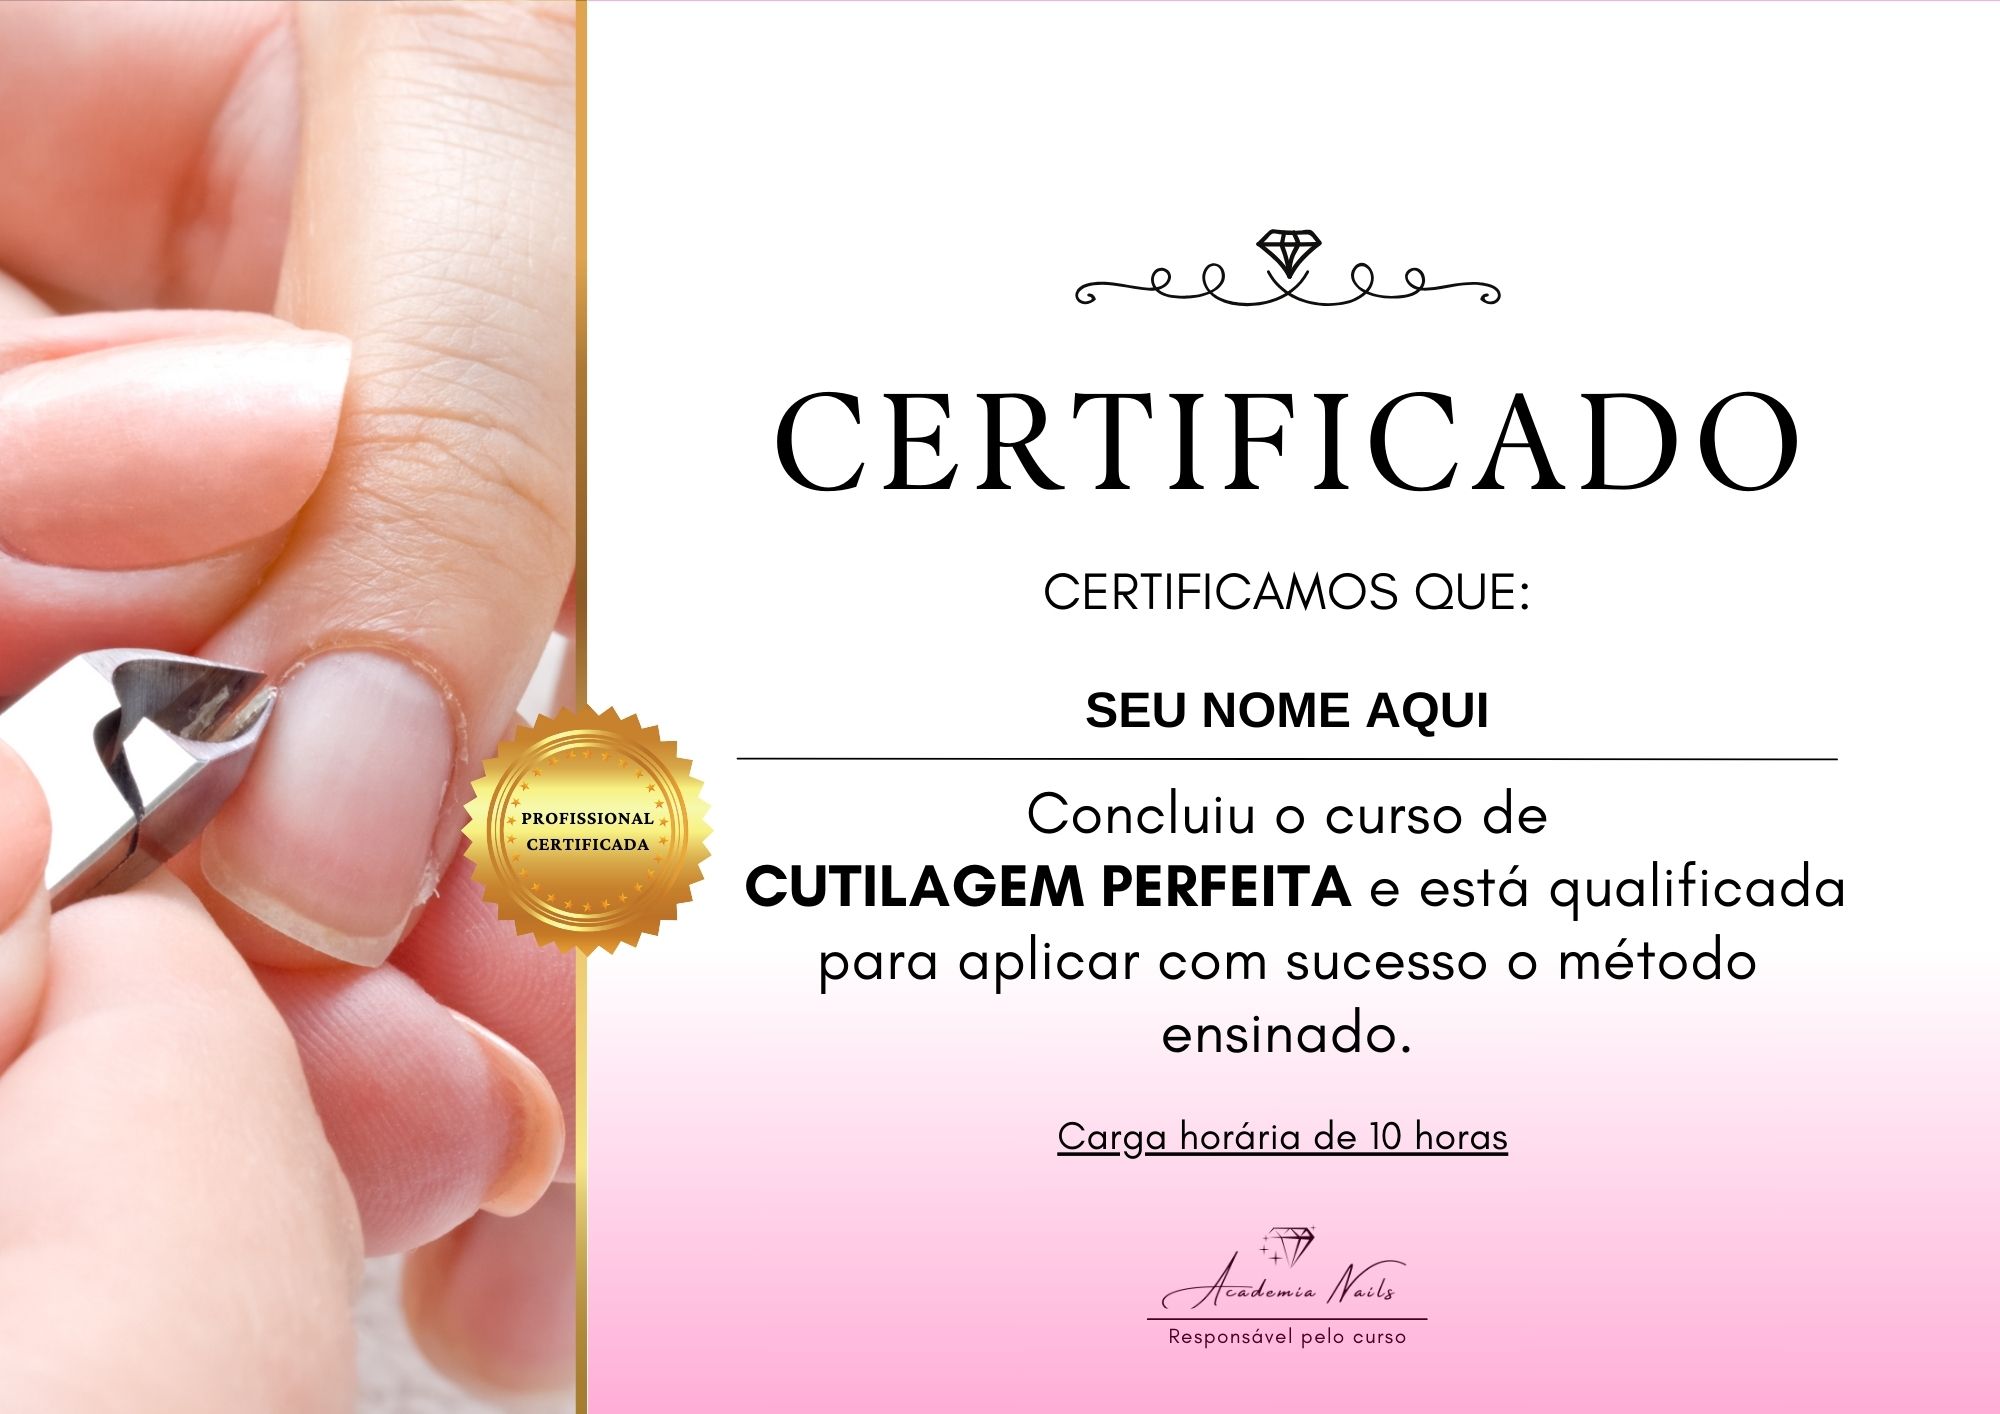 CERTIFICADO
CERTIFICAMOS QUE:
SEU NOME AQUI
PROFISSIONAL
CERTIFICADA
Concluiu o curso de
CUTILAGEM PERFEITA e está qualificada
para aplicar com sucesso o método
ensinado.
Carga horária de 10 horas
Academia Nails
Responsável pelo curso